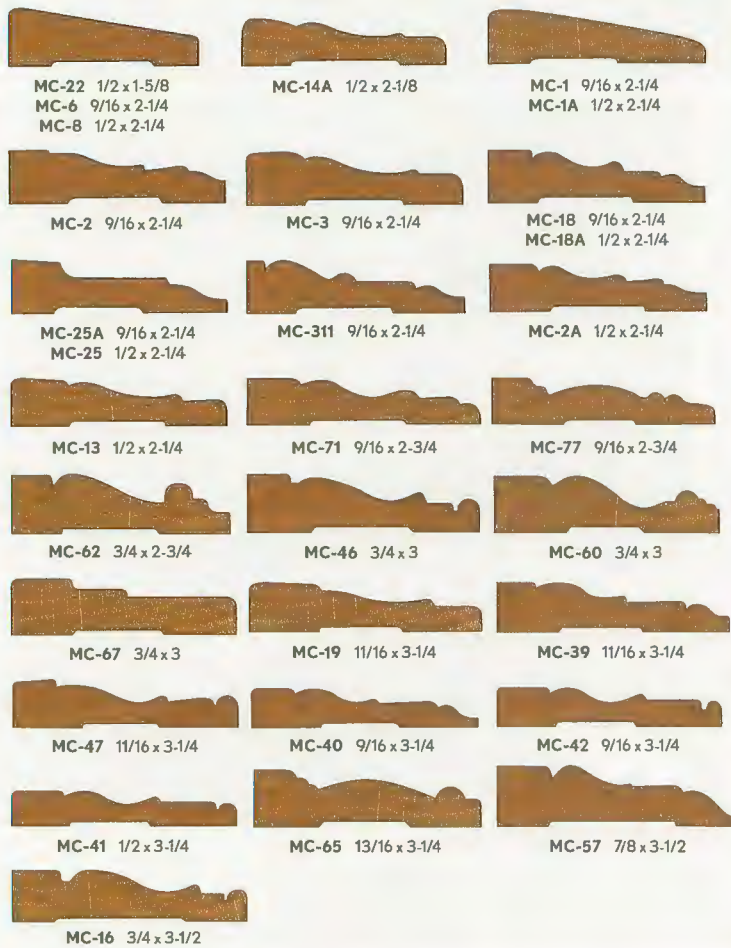 MC-22 1/2 x 1-5/8
MC-6 9/16 x 2-1/4
MC-8 1/2 x 2-1/4
MC-14A 1/2 x 2-1/8
MC-1 9/16 x 2-1/4
MC-1A 1/2 x 2-1/4
MC-2 9/16 x 2-1/4
MC-3 9/16 x 2-1/4
MC-18 9/16 x 2-1/4
MC-18A 1/2 x 2-1/4
MC-25A 9/16 x 2-1/4
MC-25 1/2 x 2-1/4
MC-311 9/16 x 2-1/4
MC-2A 1/2 x 2-1/4
MC-13 1/2 x 2-1/4
MC-71 9/16 x 2-3/4
MC-77 9/16 x 2-3/4
MC-62 3/4 x 2-3/4
MC-46 3/4 x 3
MC-60 3/4 x 3
MC-67 3/4 x 3
MC-19 11/16 x 3-1/4
MC-39 11/16 x 3-1/4
MC-47 11/16 x 3-1/4
MC-40 9/16 x 3-1/4
MC-42 9/16 x 3-1/4
MC-41 1/2 x 3-1/4
MC-65 13/16 x 3-1/4
MC-57 7/8 x 3-1/2
MC-16 3/4 x 3-1/2